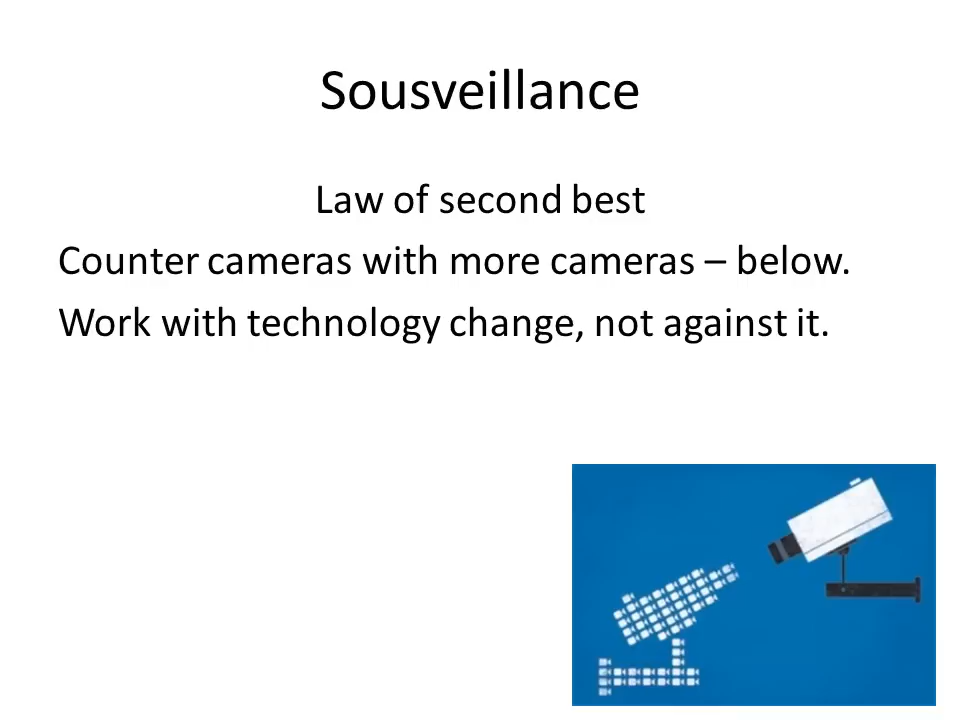 Sousveillance
Law of second best
Counter cameras with more cameras – below.
Work with technology change, not against it.